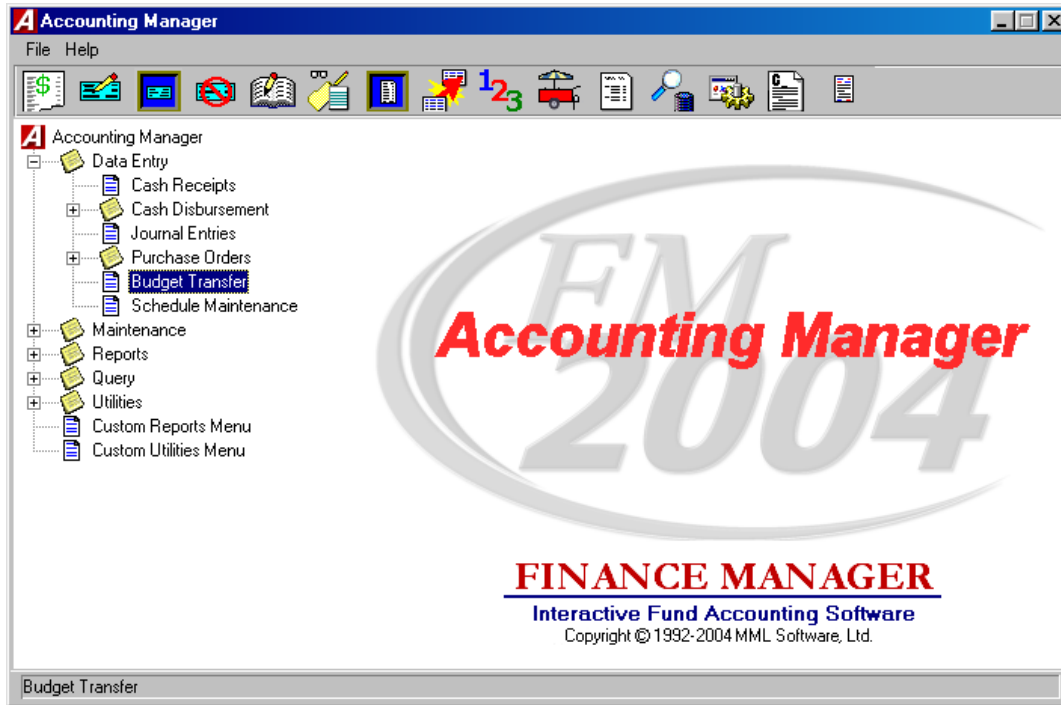 Accounting Manager
File Help
$ 123 C
Accounting Manager
Data Entry
Cash Receipts
Cash Disbursement
Journal Entries
Purchase Orders
Budget Transfer
Schedule Maintenance
Maintenance
Reports
Query
Utilities
Custom Reports Menu
Custom Utilities Menu
FM
Accounting Manager
2004
FINANCE MANAGER
Interactive Fund Accounting Software
Copyright © 1992-2004 MML Software, Ltd.
Budget Transfer